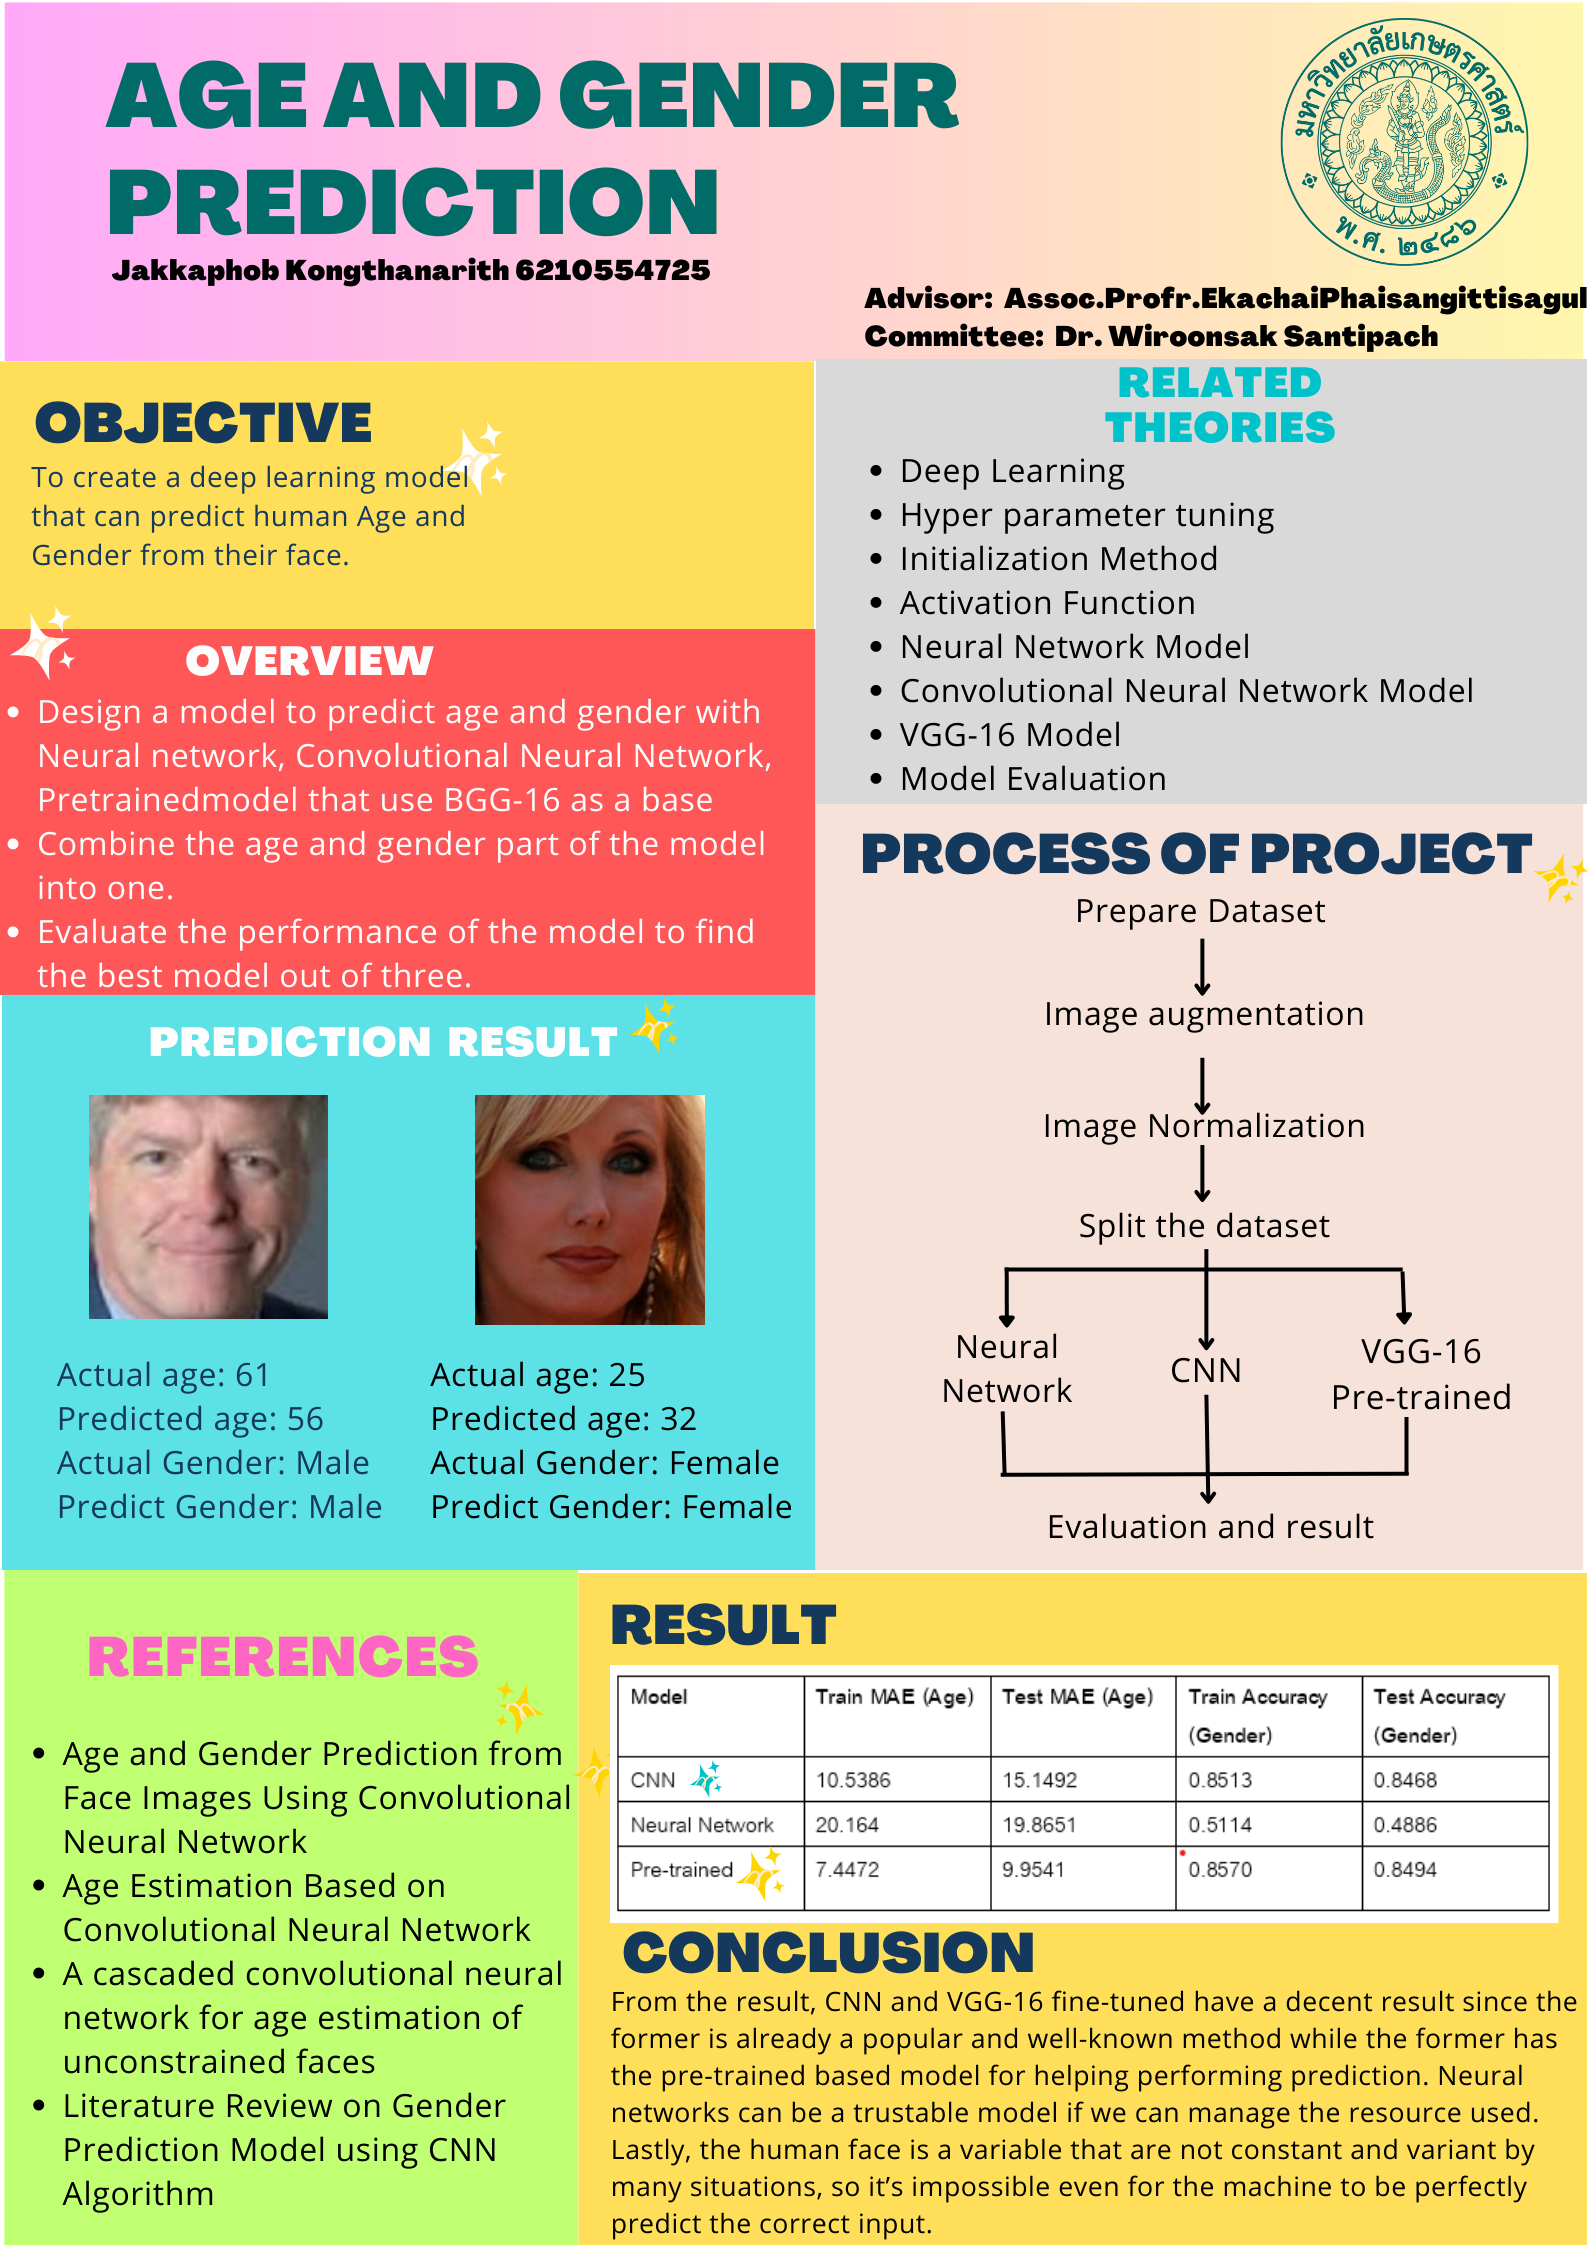 AGE AND GENDER
PREDICTION
Jakkaphob Kongthanarith 6210554725
มหาวิทยาลัยเกษตรศาสตร์
พ.ศ. ๒๔๘๖
Advisor: Assoc.Profr.EkachaiPhaisangittisagul
Committee: Dr. Wiroonsak Santipach
OBJECTIVE
To create a deep learning model
that can predict human Age and
Gender from their face.
RELATED
THEORIES
• Deep Learning
• Hyper parameter tuning
• Initialization Method
• Activation Function
• Neural Network Model
• Convolutional Neural Network Model
• VGG-16 Model
• Model Evaluation
OVERVIEW
• Design a model to predict age and gender with
Neural network, Convolutional Neural Network,
Pretrainedmodel that use BGG-16 as a base
• Combine the age and gender part of the model
into one.
• Evaluate the performance of the model to find
the best model out of three.
PROCESS OF PROJECT
Prepare Dataset
Image augmentation
Image Normalization
Split the dataset
Neural
Network
CNN
VGG-16
Pre-trained
Evaluation and result
PREDICTION RESULT
Actual age: 61
Predicted age: 56
Actual Gender: Male
Predict Gender: Male
Actual age: 25
Predicted age: 32
Actual Gender: Female
Predict Gender: Female
REFERENCES
• Age and Gender Prediction from
Face Images Using Convolutional
Neural Network
• Age Estimation Based on
Convolutional Neural Network
• A cascaded convolutional neural
network for age estimation of
unconstrained faces
• Literature Review on Gender
Prediction Model using CNN
Algorithm
RESULT
Model Train MAE (Age) Test MAE (Age) Train Accuracy (Gender) Test Accuracy (Gender)
CNN 10.5386 15.1492 0.8513 0.8468
Neural Network 20.164 19.8651 0.5114 0.4886
Pre-trained 7.4472 9.9541 0.8570 0.8494
CONCLUSION
From the result, CNN and VGG-16 fine-tuned have a decent result since the
former is already a popular and well-known method while the former has
the pre-trained based model for helping performing prediction. Neural
networks can be a trustable model if we can manage the resource used.
Lastly, the human face is a variable that are not constant and variant by
many situations, so it’s impossible even for the machine to be perfectly
predict the correct input.